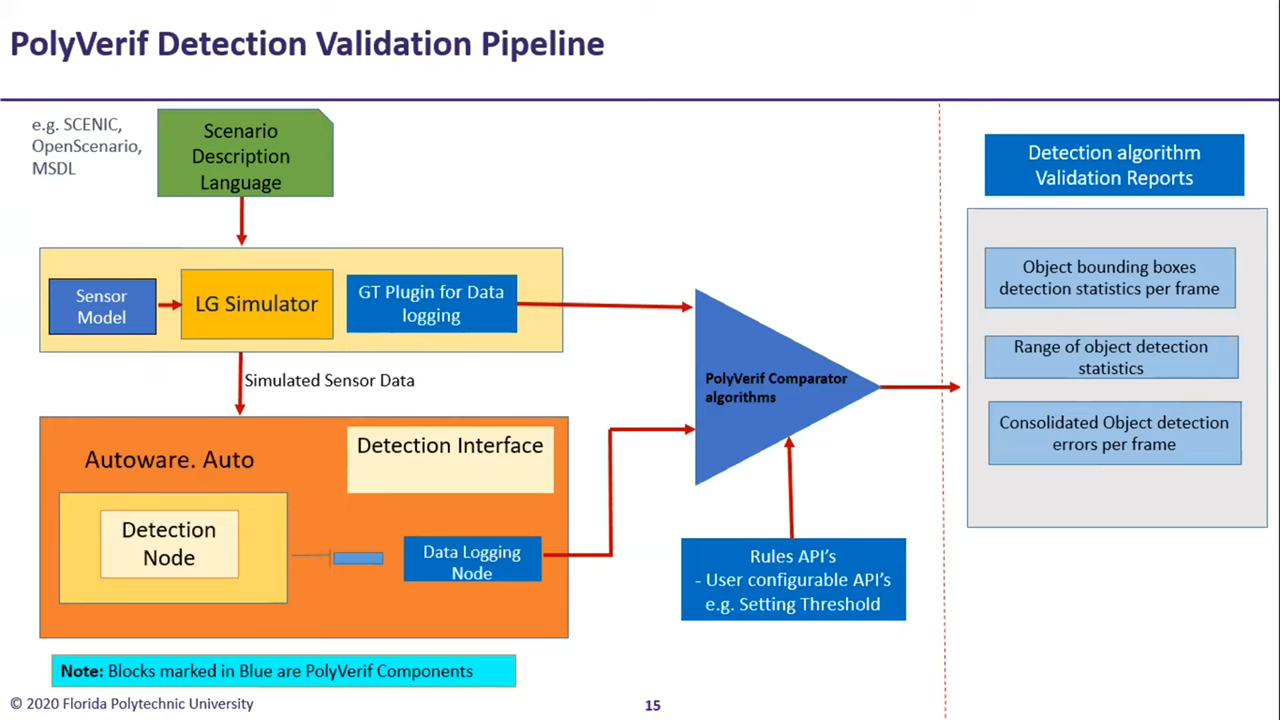 PolyVerif Detection Validation Pipeline
e.g. SCENIC,
OpenScenario,
MSDL
Scenario
Description
Language
Sensor
Model
LG Simulator
GT Plugin for Data
logging
Simulated Sensor Data
Autoware. Auto
Detection Interface
Detection
Node
Data Logging
Node
PolyVerif Comparator
algorithms
Rules API's
- User configurable API's
e.g. Setting Threshold
Detection algorithm
Validation Reports
Object bounding boxes
detection statistics per frame
Range of object detection
statistics
Consolidated Object detection
errors per frame
Note: Blocks marked in Blue are PolyVerif Components
© 2020 Florida Polytechnic University
15